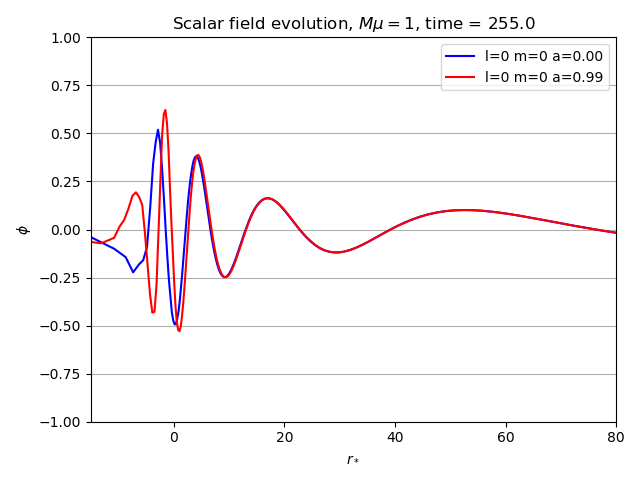 Scalar field evolution, Mμ = 1, time = 255.0
l=0 m=0 a=0.00
l=0 m=0 a=0.99
1.00
0.75
0.50
0.25
0.00
−0.25
−0.50
−0.75
−1.00
ϕ
0
20
40
60
80
r*